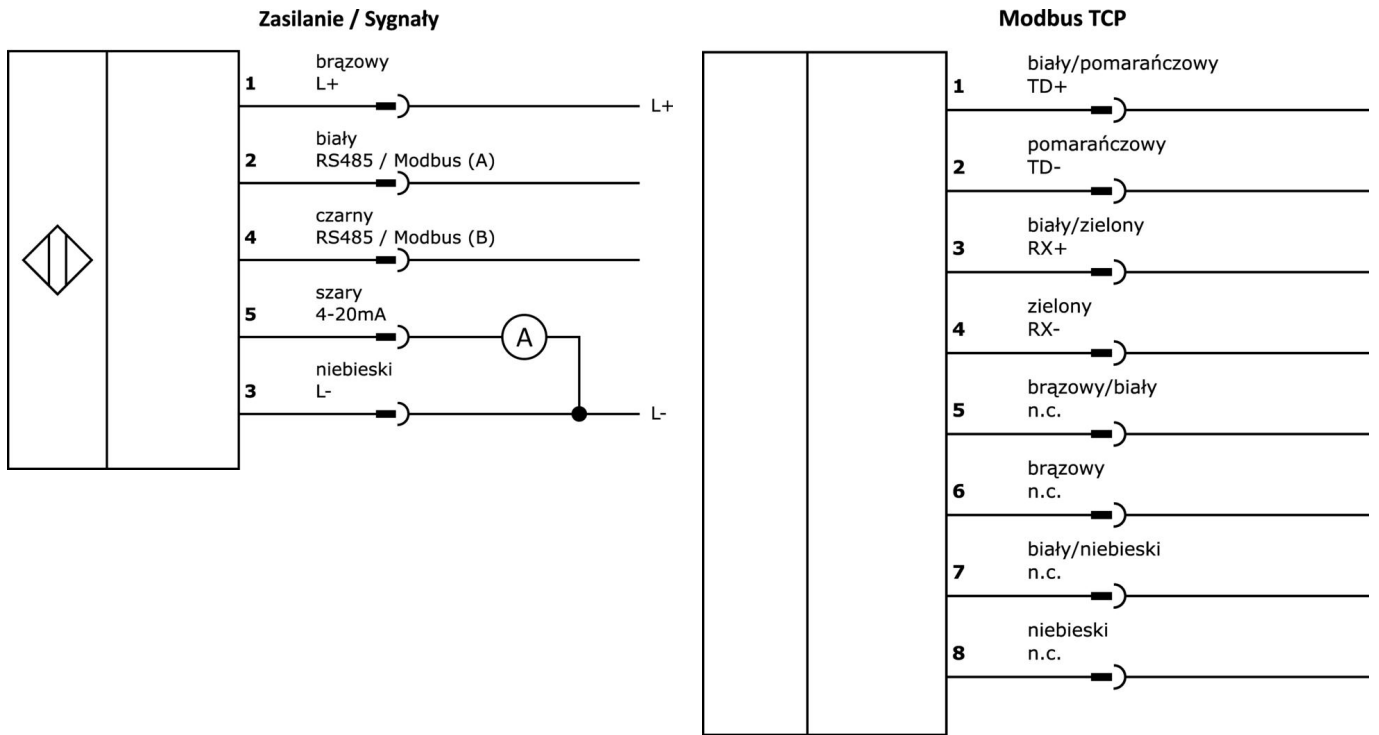 Zasilanie / Sygnały
brązowy
1 L+
L+
biały
2 RS485 / Modbus (A)
czarny
4 RS485 / Modbus (B)
szary
5 4-20mA
A
niebieski
3 L-
L-
Modbus TCP
biały/pomarańczowy
1 TD+
pomarańczowy
2 TD-
biały/zielony
3 RX+
zielony
4 RX-
brązowy/biały
5 n.c.
brązowy
6 n.c.
biały/niebieski
7 n.c.
niebieski
8 n.c.